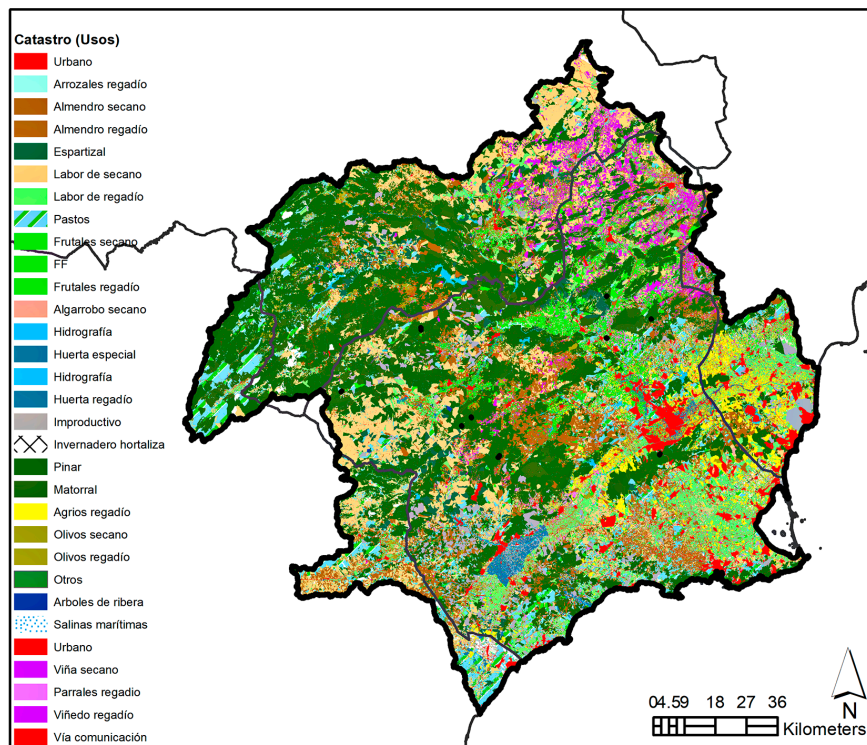 Catastro (Usos)
Urbano
Arrozales regadío
Almendro secano
Almendro regadío
Espartizal
Labor de secano
Labor de regadío
Pastos
Frutales secano
FF
Frutales regadío
Algarrobo secano
Hidrografía
Huerta especial
Hidrografía
Huerta regadío
Improductivo
Invernadero hortaliza
Pinar
Matorral
Agrios regadío
Olivos secano
Olivos regadío
Otros
Arboles de ribera
Salinas marítimas
Urbano
Viña secano
Parrales regadio
Viñedo regadío
Vía comunicación
N
04.59 18 27 36
Kilometers